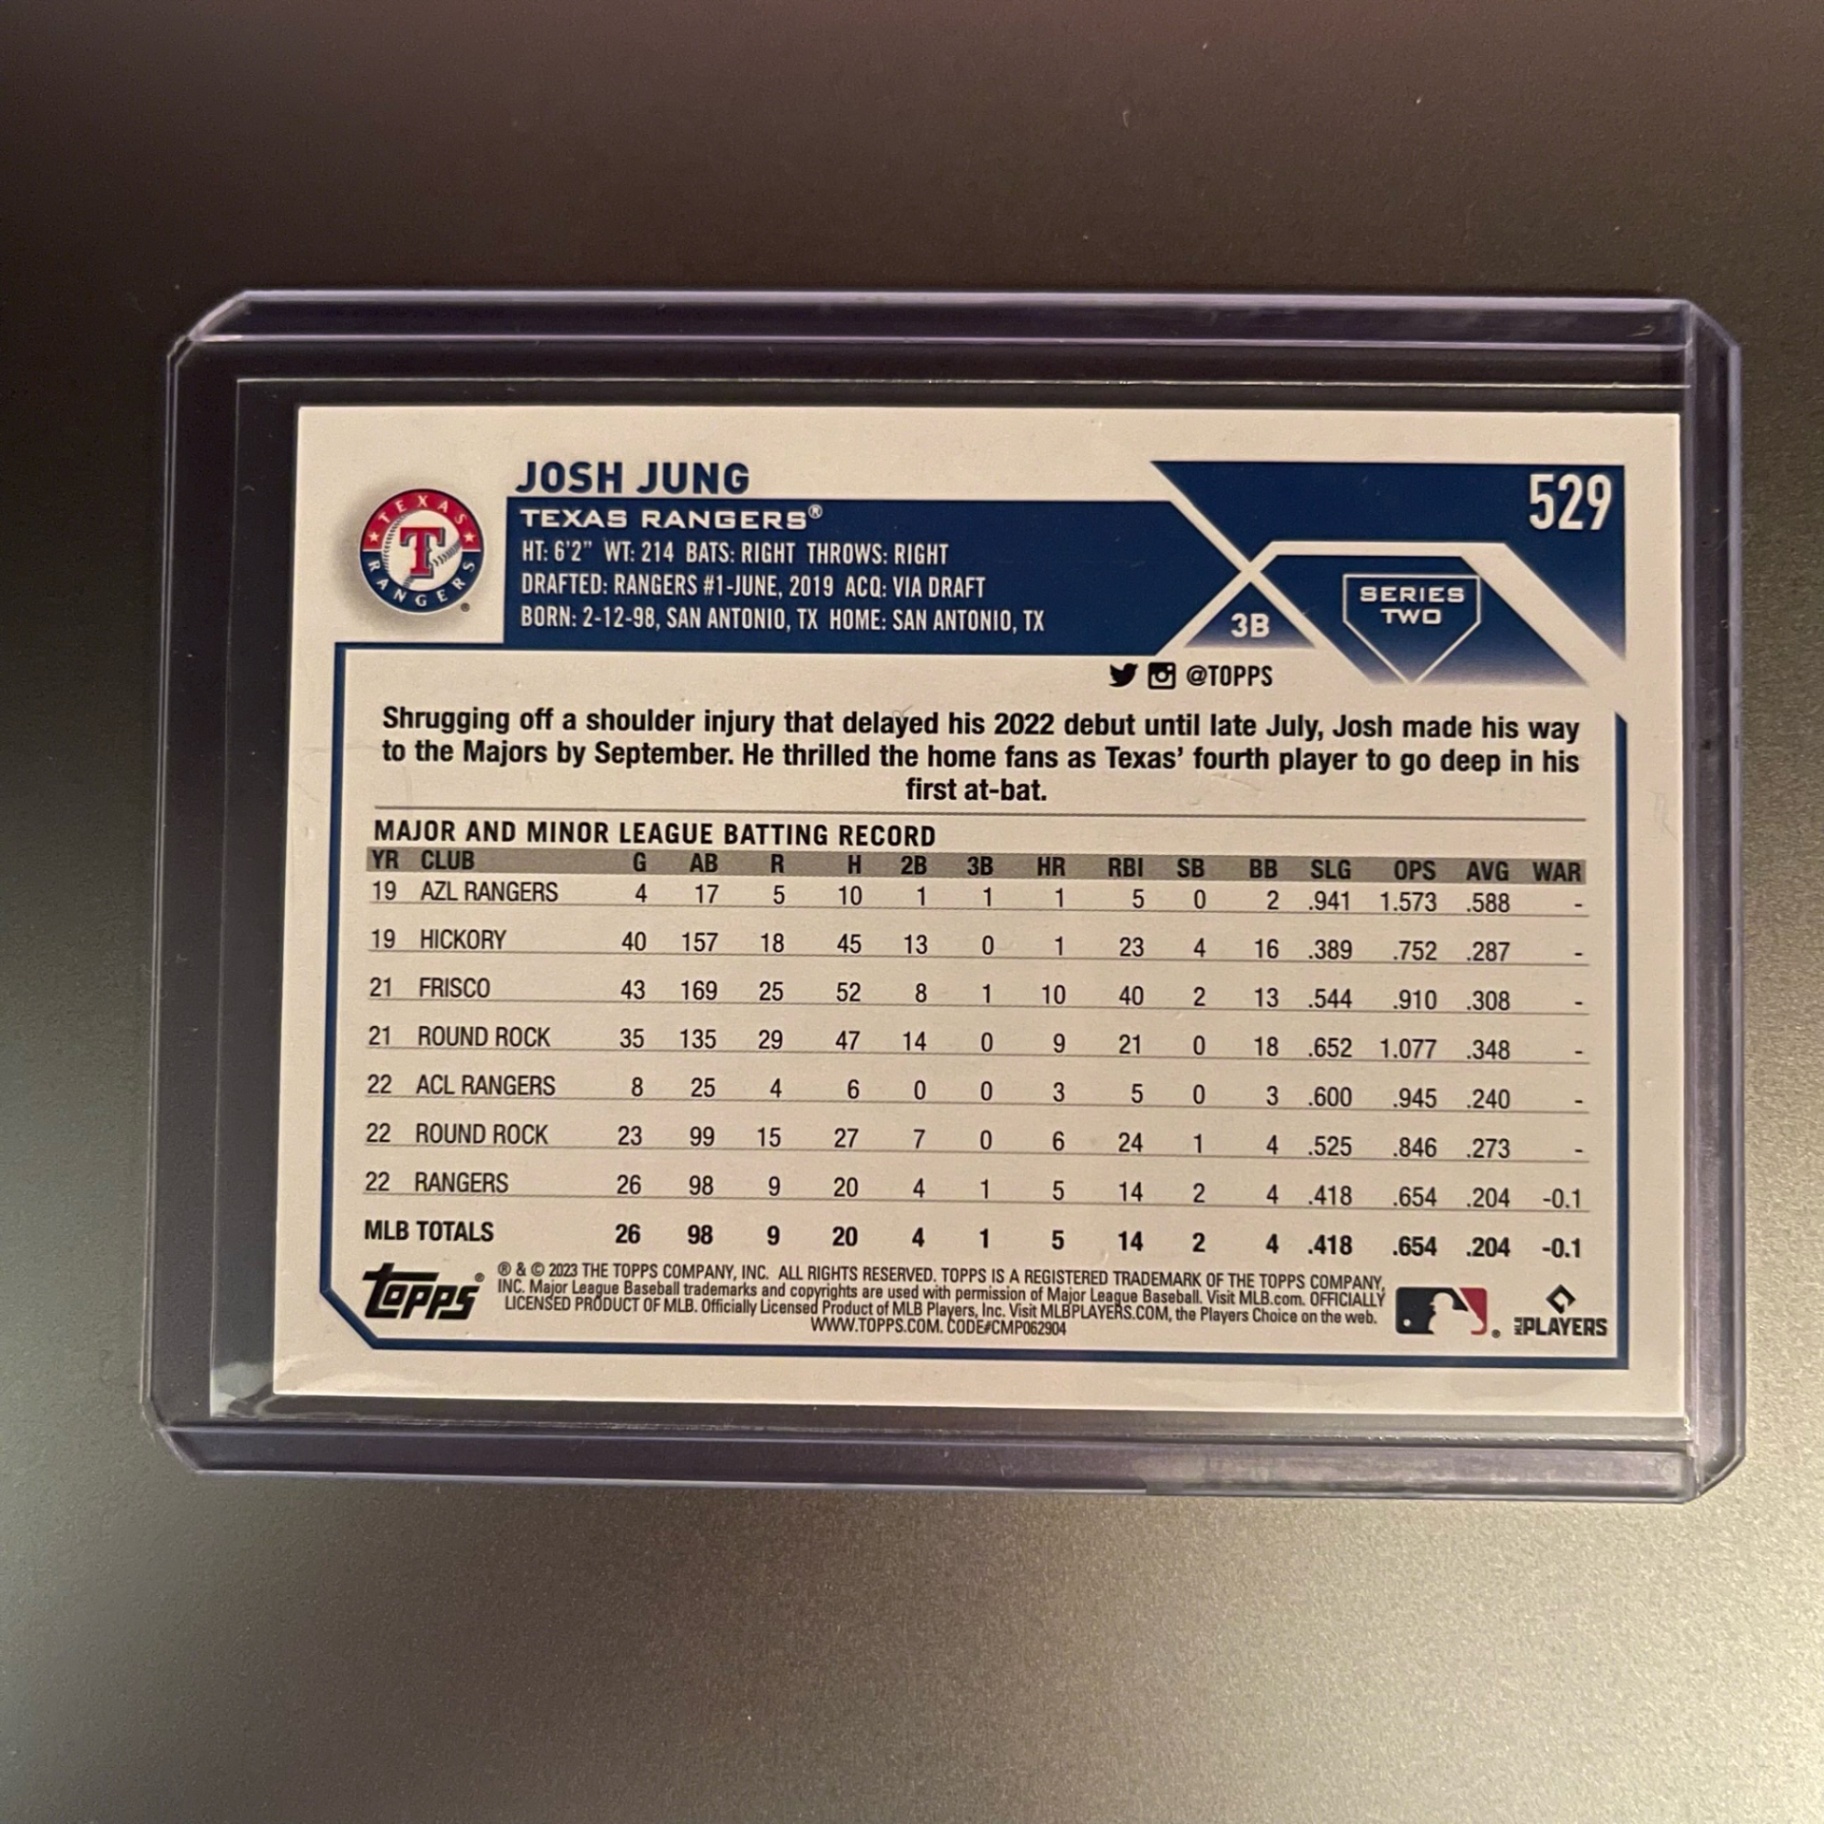 JOSH JUNG
529
TEXAS RANGERS®
HT: 6'2" WT: 214 BATS: RIGHT THROWS: RIGHT
DRAFTED: RANGERS #1-JUNE, 2019 ACQ: VIA DRAFT
BORN: 2-12-98, SAN ANTONIO, TX HOME: SAN ANTONIO, TX
TEXAS RANGERS
T
3B
SERIES
TWO
@TOPPS
Shrugging off a shoulder injury that delayed his 2022 debut until late July, Josh made his way
to the Majors by September. He thrilled the home fans as Texas' fourth player to go deep in his
first at-bat.
MAJOR AND MINOR LEAGUE BATTING RECORD
YR CLUB G AB R H 2B 3B HR RBI SB BB SLG OPS AVG WAR
19 AZL RANGERS 4 17 5 10 1 1 1 5 0 2 .941 1.573 .588 -
19 HICKORY 40 157 18 45 13 0 1 23 4 16 .389 .752 .287 -
21 FRISCO 43 169 25 52 8 1 10 40 2 13 .544 .910 .308 -
21 ROUND ROCK 35 135 29 47 14 0 9 21 0 18 .652 1.077 .348 -
22 ACL RANGERS 8 25 4 6 0 0 3 5 0 3 .600 .945 .240 -
22 ROUND ROCK 23 99 15 27 7 0 6 24 1 4 .525 .846 .273 -
22 RANGERS 26 98 9 20 4 1 5 14 2 4 .418 .654 .204 -0.1
MLB TOTALS 26 98 9 20 4 1 5 14 2 4 .418 .654 .204 -0.1
topps®
® & © 2023 THE TOPPS COMPANY, INC. ALL RIGHTS RESERVED. TOPPS IS A REGISTERED TRADEMARK OF THE TOPPS COMPANY,
INC. Major League Baseball trademarks and copyrights are used with permission of Major League Baseball. Visit MLB.com. OFFICIALLY
LICENSED PRODUCT OF MLB. Officially Licensed Product of MLB Players, Inc. Visit MLBPLAYERS.COM, the Players Choice on the web.
WWW.TOPPS.COM. CODE#CMP062904
MLB PLAYERS